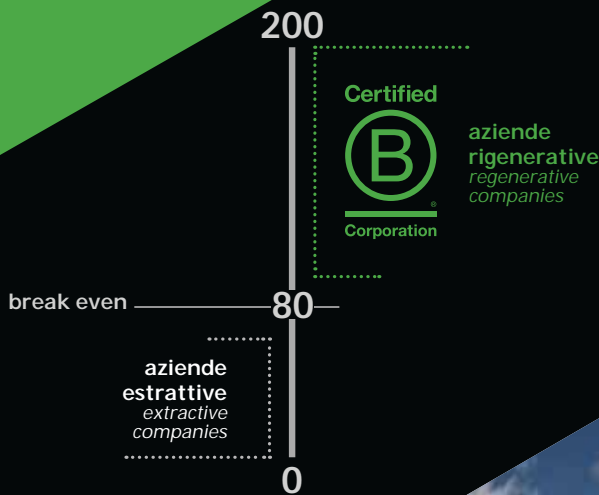 200
Certified
B
®
Corporation
aziende
rigenerative
regenerative
companies
break even
80
aziende
estrattive
extractive
companies
0